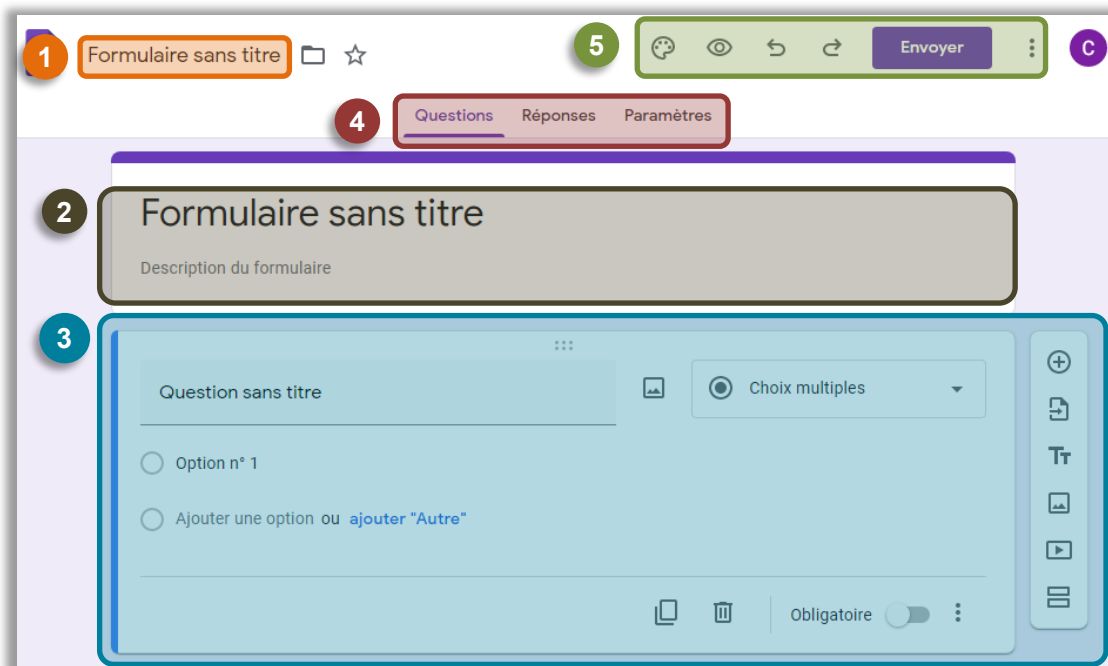 1 Formulaire sans titre
5 Envoyer C
4 Questions Réponses Paramètres
2 Formulaire sans titre
Description du formulaire
3
Question sans titre Choix multiples
Option n° 1
Ajouter une option ou ajouter "Autre"
Obligatoire